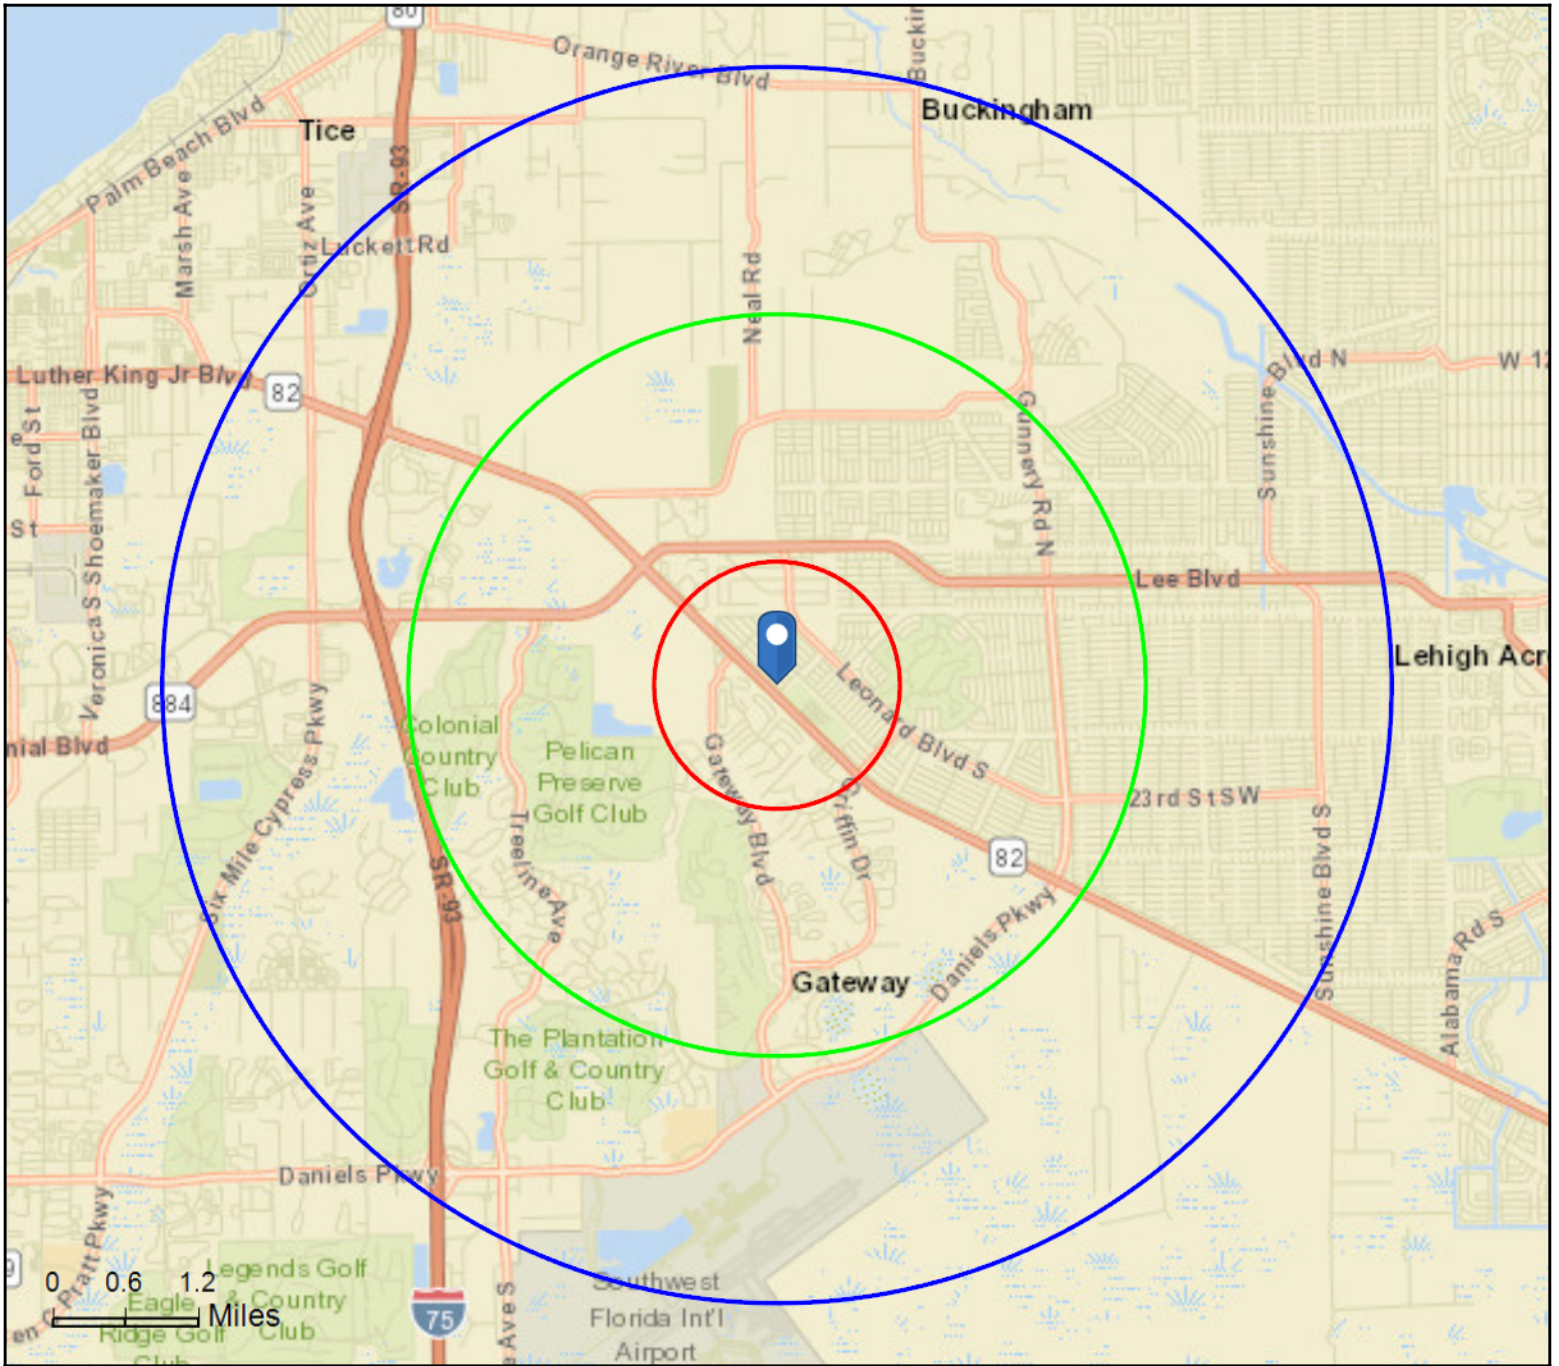 80
Orange River Blvd
Buckin
Buckingham
Tice
Palm Beach Blvd
SR-93
Marsh Ave
Ortiz Ave
Luckett Rd
Neal Rd
Luther King Jr Blvd
82
Sunshine Blvd N
W 12
Ford St
Veronica S Shoemaker Blvd
Gunnery Rd N
St
Lee Blvd
Lehigh Acr
884
nial Blvd
Colonial
Country
Club
Pelican
Preserve
Golf Club
Leonard Blvd S
Gateway Blvd
Griffin Dr
23rd St SW
Six Mile Cypress Pkwy
Treeline Ave
SR-93
82
Sunshine Blvd S
Alabama Rd S
Daniels Pkwy
Gateway
The Plantation
Golf & Country
Club
Daniels Pkwy
en C Pratt Pkwy
9
Legends Golf
& Country
Club
Eagle
Ridge Golf
Club
0 0.6 1.2
Miles
75
e Ave S
Southwest
Florida Int'l
Airport